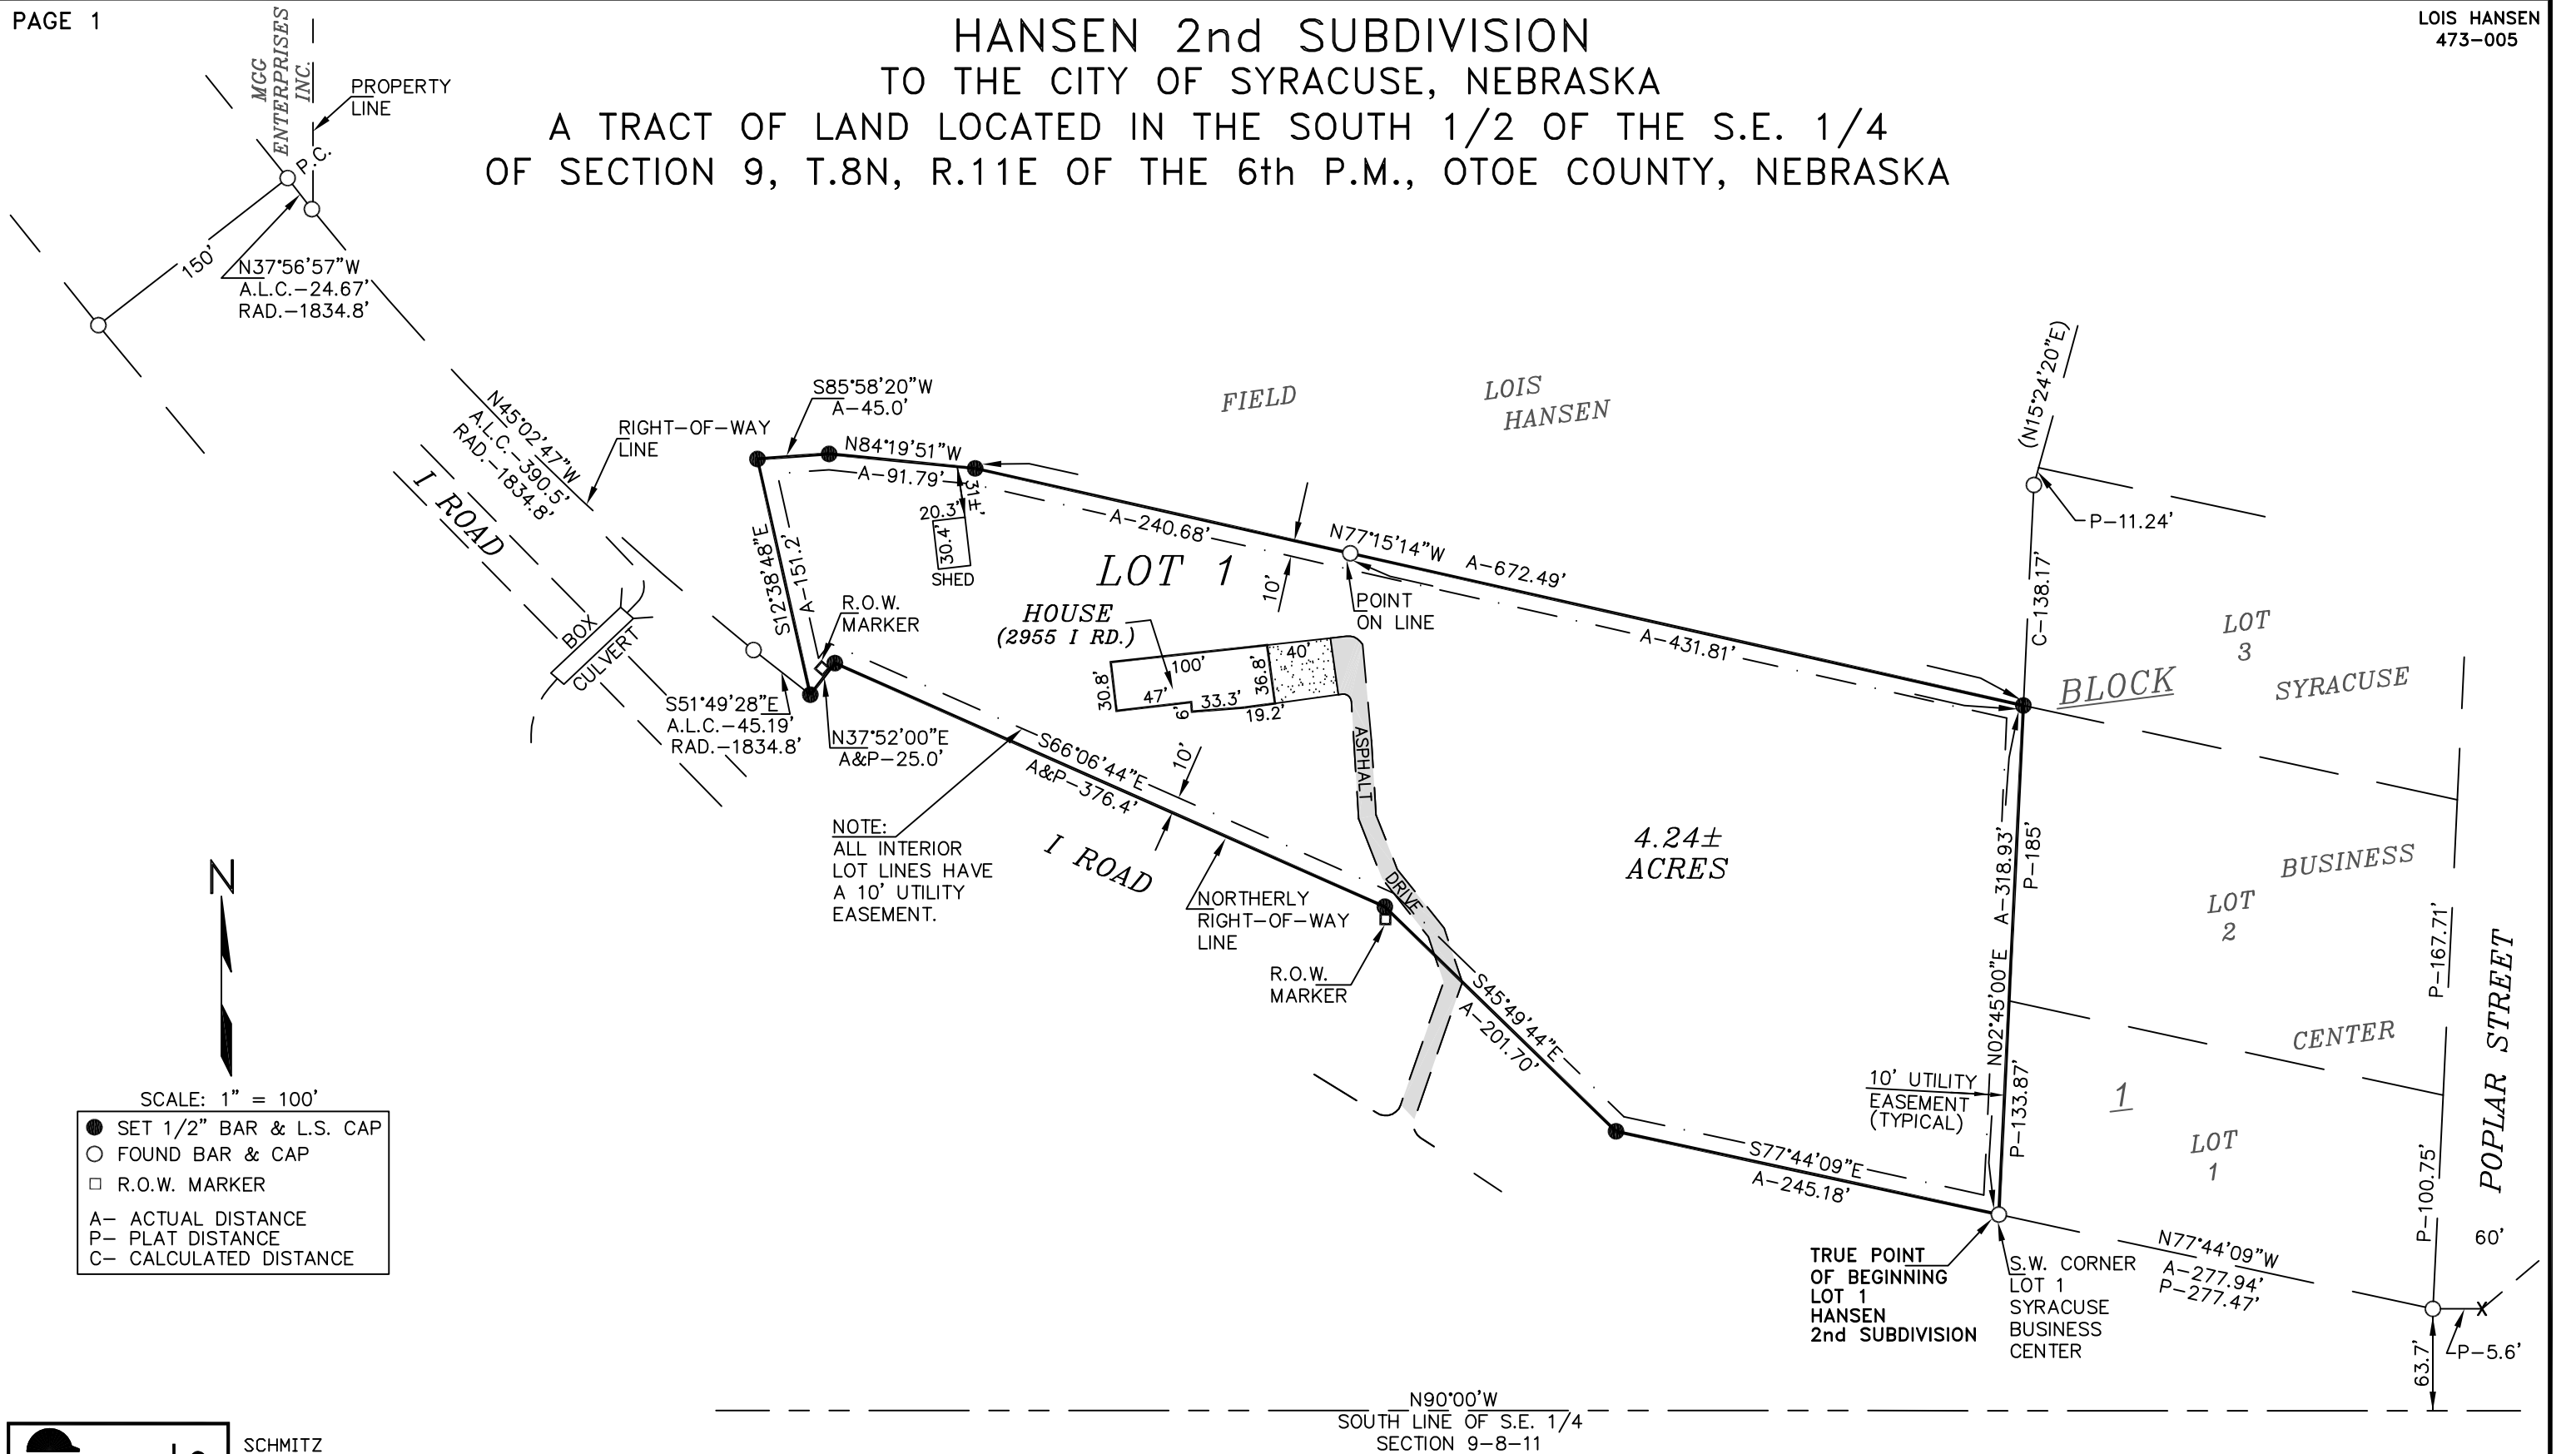 PAGE 1
HANSEN 2nd SUBDIVISION
TO THE CITY OF SYRACUSE, NEBRASKA
A TRACT OF LAND LOCATED IN THE SOUTH 1/2 OF THE S.E. 1/4
OF SECTION 9, T.8N, R.11E OF THE 6th P.M., OTOE COUNTY, NEBRASKA
LOIS HANSEN
473-005
MGC
ENTERPRISES
INC.
PROPERTY
LINE
P.C.
150'
N37°56'57"W
A.L.C.-24.67'
RAD.-1834.8'
N45°02'47"W
A.L.C.-390.5'
RAD.-1834.8'
RIGHT-OF-WAY
LINE
I ROAD
S85°58'20"W
A-45.0'
N84°19'51"W
A-91.79'
31±'
20.3'
30.4'
SHED
S12°38'48"E
A-151.2'
R.O.W.
MARKER
BOX
CULVERT
S51°49'28"E
A.L.C.-45.19'
RAD.-1834.8'
N37°52'00"E
A&P-25.0'
FIELD
LOIS
HANSEN
A-240.68'
N77°15'14"W
A-672.49'
10'
POINT
ON LINE
A-431.81'
LOT 1
HOUSE
(2955 I RD.)
100'
40'
30.8'
47'
6'
33.3'
36.8'
19.2'
ASPHALT
DRIVE
S66°06'44"E
A&P-376.4'
10'
NOTE:
ALL INTERIOR
LOT LINES HAVE
A 10' UTILITY
EASEMENT.
I ROAD
NORTHERLY
RIGHT-OF-WAY
LINE
R.O.W.
MARKER
4.24±
ACRES
S45°49'44"E
A-201.70'
S77°44'09"E
A-245.18'
10' UTILITY
EASEMENT
(TYPICAL)
N02°45'00"E
A-318.93'
P-185'
P-133.87'
(N15°24'20"E)
P-11.24'
C-138.17'
BLOCK
1
LOT
3
SYRACUSE
BUSINESS
LOT
2
CENTER
LOT
1
P-167.71'
P-100.75'
POPLAR STREET
60'
N77°44'09"W
A-277.94'
P-277.47'
P-5.6'
63.7'
TRUE POINT
OF BEGINNING
LOT 1
HANSEN
2nd SUBDIVISION
S.W. CORNER
LOT 1
SYRACUSE
BUSINESS
CENTER
N90°00'W
SOUTH LINE OF S.E. 1/4
SECTION 9-8-11
N
SCALE: 1" = 100'
SET 1/2" BAR & L.S. CAP
FOUND BAR & CAP
R.O.W. MARKER
A- ACTUAL DISTANCE
P- PLAT DISTANCE
C- CALCULATED DISTANCE
SCHMITZ